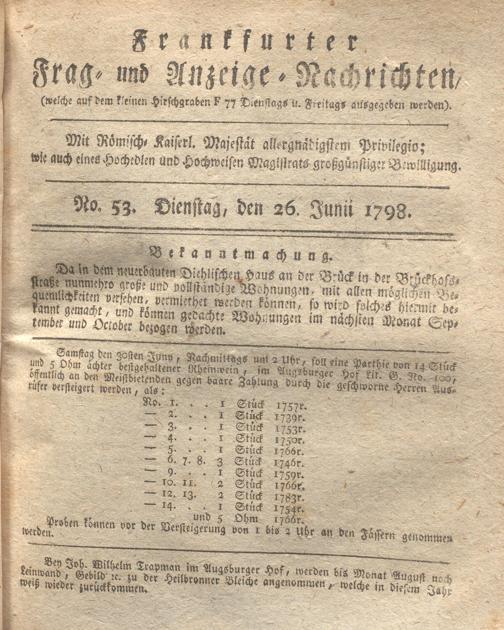 Frankfurter
Frag- und Anzeige-Nachrichten,
(welche auf dem kleinen Hirschgraben F 77 Dienstags u. Freitags ausgegeben werden).
Mit Römisch-Kaiserl. Majestät allergnädigstem Privilegio;
wie auch eines Hochedlen und Hochweisen Magistrats großgünstiger Bewilligung.
No. 53. Dienstag, den 26. Junii 1798.
Bekanntmachung.
Da in dem neuerbauten Diehlischen Haus an der Brück in der Brückhofs-
straße nunmehro große und vollständige Wohnungen, mit allen möglichen Be-
quemlichkeiten versehen, vermiethet werden können, so wird solches hiermit be-
kannt gemacht, und können gedachte Wohnungen im nächsten Monat Sep-
tember und October bezogen werden.
Samstag den 30sten Juny, Nachmittags um 2 Uhr, soll eine Parthie von 14 Stück
und 5 Ohm ächter bestgehaltener Rheinwein, im Augsburger Hof Lit. G. No. 100,
öffentlich an den Meistbietenden gegen baare Zahlung durch die geschworne Herren Aus-
rüfer versteigert werden, als:
No. 1. . . 1 Stück 1757r.
— 2. . . 1 Stück 1739r.
— 3. . . 1 Stück 1753r.
— 4. . . 1 Stück 1750r.
— 5. . . 1 Stück 1766r.
— 6. 7. 8. 3 Stück 1746r.
— 9. . . 1 Stück 1759r.
— 10. 11. 2 Stück 1766r.
— 12. 13. 2 Stück 1783r.
— 14. . . 1 Stück 1754r.
und 5 Ohm 1766r.
Proben können vor der Versteigerung von 1 bis 2 Uhr an den Fässern genommen
werden.
Bey Joh. Wilhelm Trapman im Augsburger Hof, werden bis Monat August noch
Leinwand, Gebild ꝛc. zu der Heilbronner Bleiche angenommen, welche in diesem Jahr
weiß wieder zurückkommen.